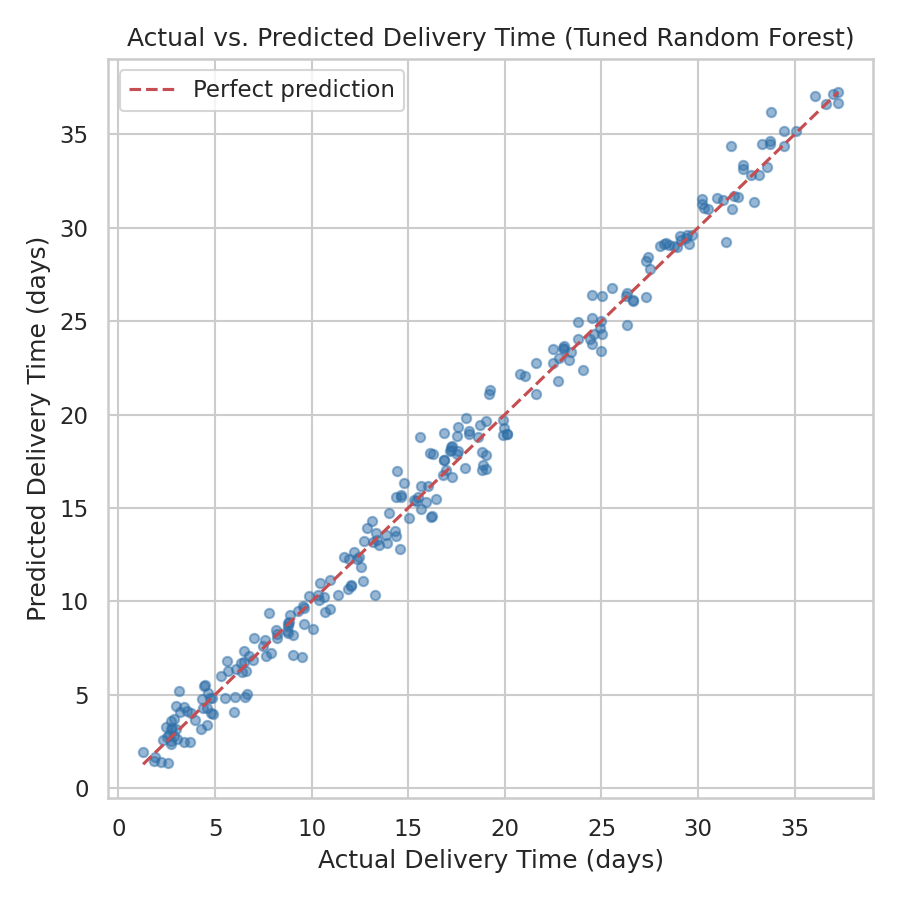 Actual vs. Predicted Delivery Time (Tuned Random Forest)
Perfect prediction
Predicted Delivery Time (days)
35
30
25
20
15
10
5
0
0 5 10 15 20 25 30 35
Actual Delivery Time (days)